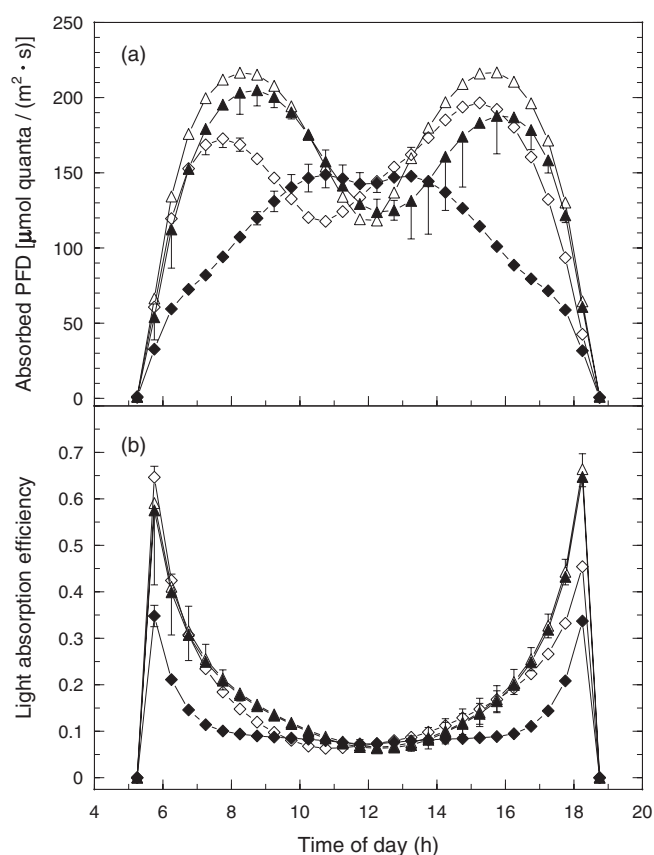 (a)
Absorbed PFD [µmol quanta / (m² • s)]
250
200
150
100
50
0
(b)
Light absorption efficiency
0.7
0.6
0.5
0.4
0.3
0.2
0.1
0
4 6 8 10 12 14 16 18 20
Time of day (h)